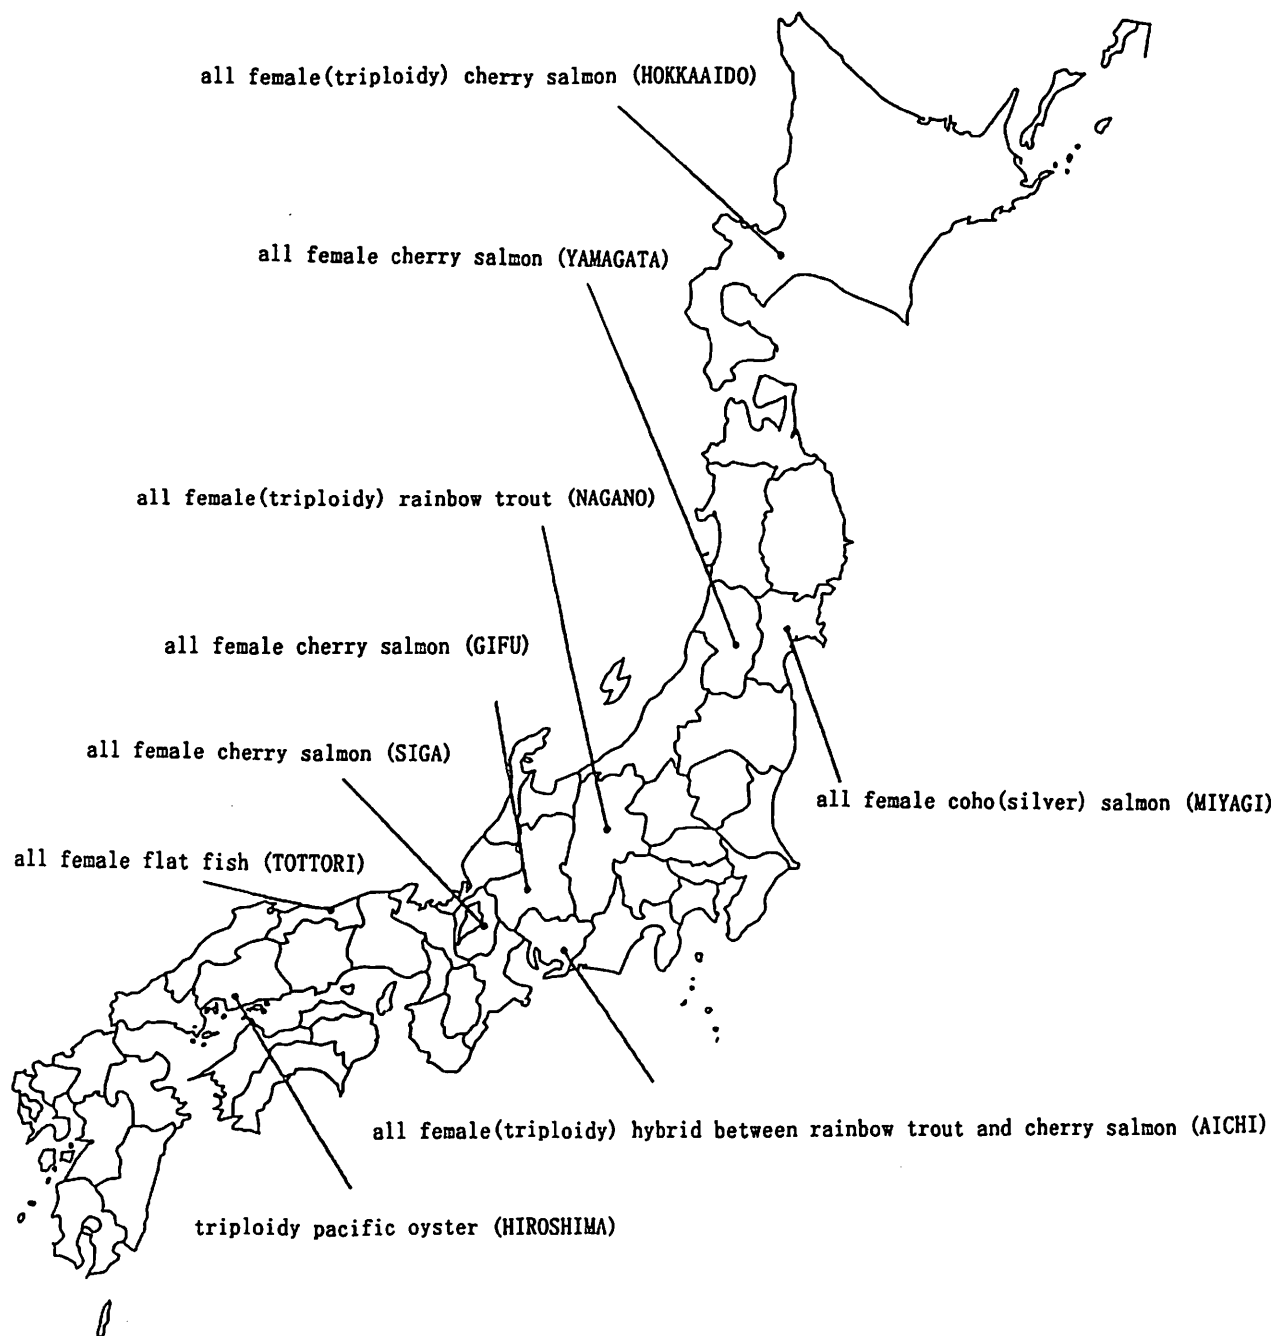 all female(triploidy) cherry salmon (HOKKAAIDO)
all female cherry salmon (YAMAGATA)
all female(triploidy) rainbow trout (NAGANO)
all female cherry salmon (GIFU)
all female cherry salmon (SIGA)
all female coho(silver) salmon (MIYAGI)
all female flat fish (TOTTORI)
all female(triploidy) hybrid between rainbow trout and cherry salmon (AICHI)
triploidy pacific oyster (HIROSHIMA)